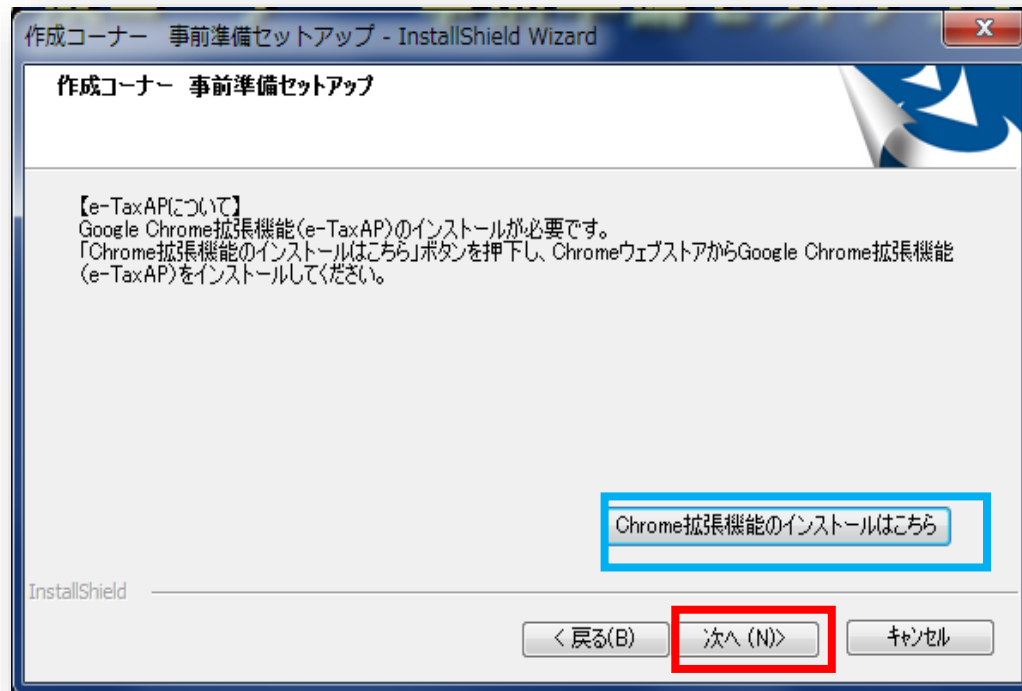 作成コーナー 事前準備セットアップ - InstallShield Wizard
作成コーナー 事前準備セットアップ
【e-TaxAPについて】
Google Chrome拡張機能(e-TaxAP)のインストールが必要です。
「Chrome拡張機能のインストールはこちら」ボタンを押下し、ChromeウェブストアからGoogle Chrome拡張機能
(e-TaxAP)をインストールしてください。
Chrome拡張機能のインストールはこちら
InstallShield
< 戻る(B)
次へ (N)>
キャンセル